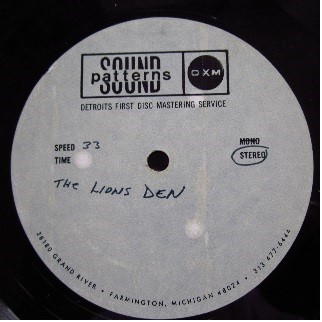 SOUND
patterns
DXM
DETROITS FIRST DISC MASTERING SERVICE
SPEED 33
TIME
MONO
STEREO
The Lions Den
28180 GRAND RIVER • FARMINGTON, MICHIGAN 48024 • 313 477-6444